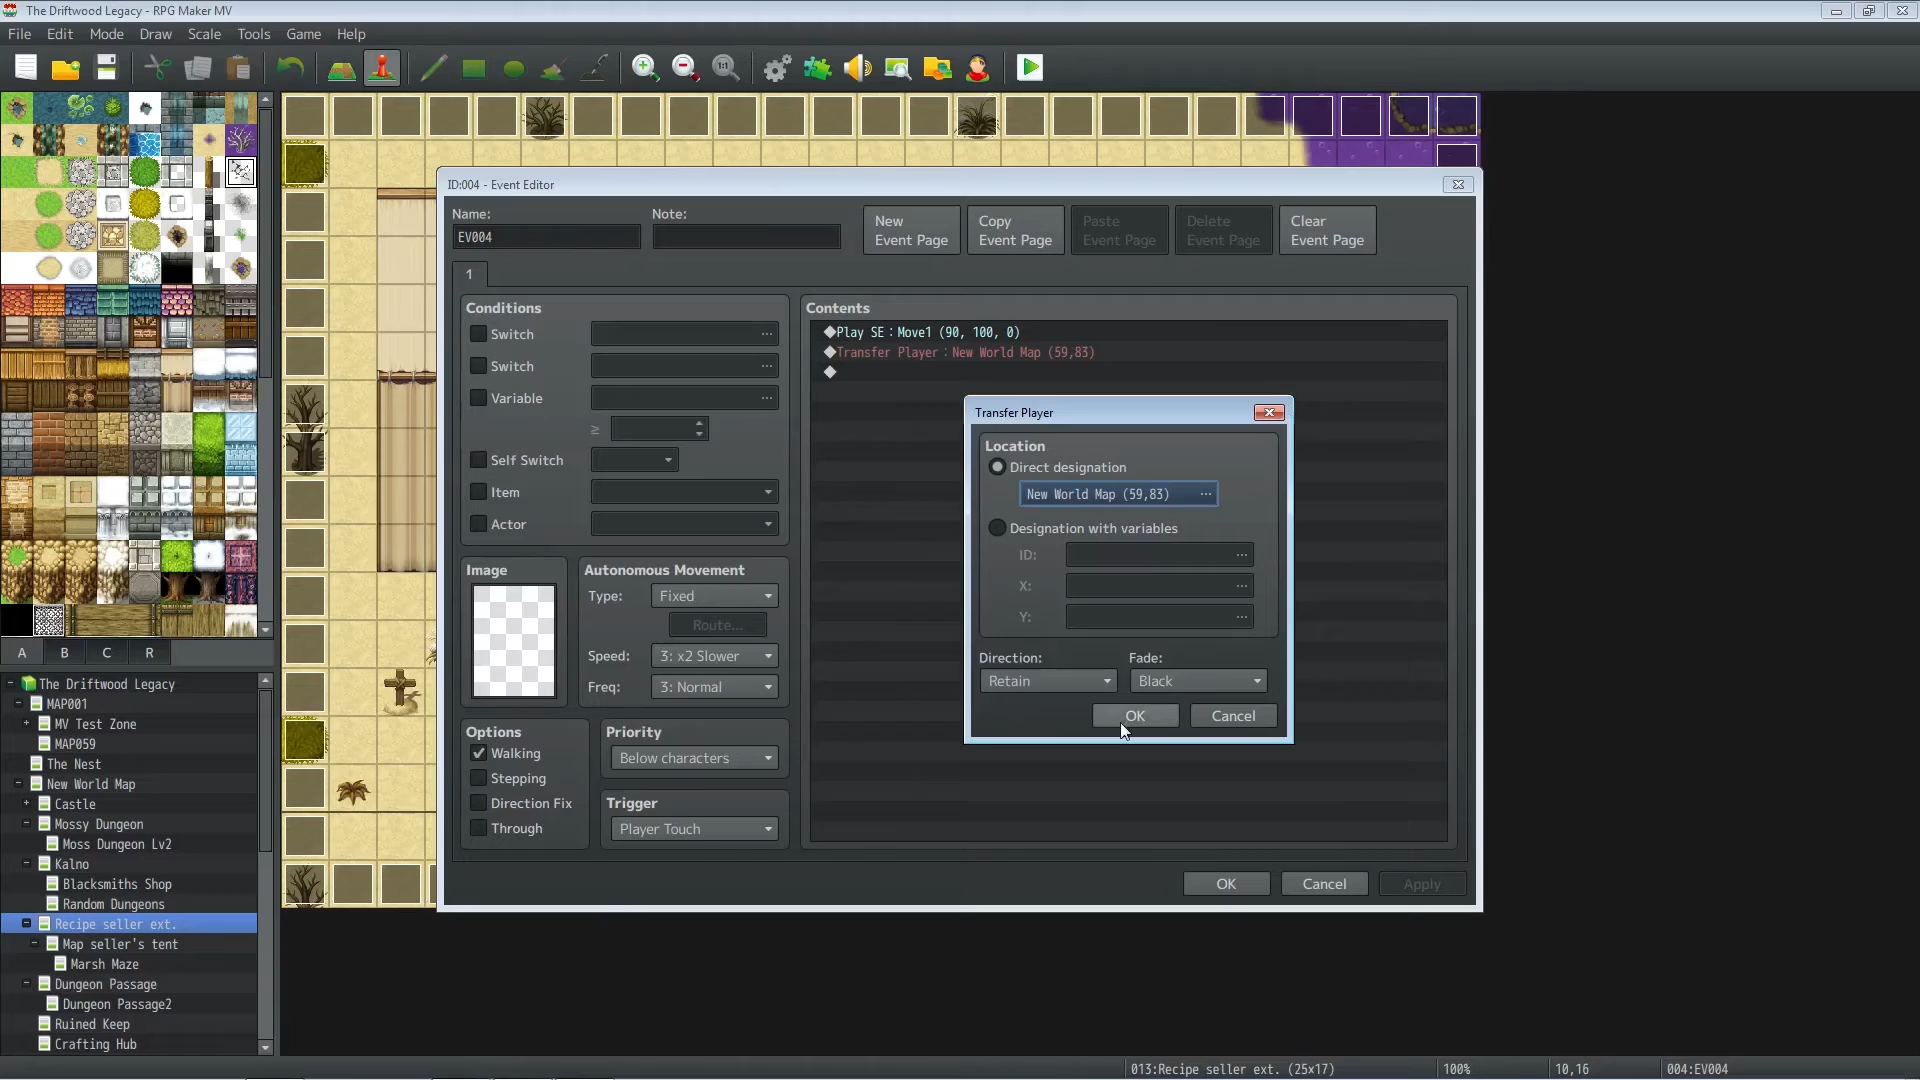 The Driftwood Legacy - RPG Maker MV
File Edit Mode Draw Scale Tools Game Help
1:1
ID:004 - Event Editor
Name: Note:
EV004
New Event Page
Copy Event Page
Paste Event Page
Delete Event Page
Clear Event Page
1
Conditions
Switch ...
Switch ...
Variable ...
≥
Self Switch
Item
Actor
Image
Autonomous Movement
Type: Fixed
Route...
Speed: 3: x2 Slower
Freq: 3: Normal
Options
Walking
Stepping
Direction Fix
Through
Priority
Below characters
Trigger
Player Touch
Contents
◆Play SE：Move1 (90, 100, 0)
◆Transfer Player：New World Map (59,83)
◆
Transfer Player
Location
Direct designation
New World Map (59,83) ...
Designation with variables
ID: ...
X: ...
Y: ...
Direction: Fade:
Retain Black
OK Cancel
OK Cancel Apply
A B C R
The Driftwood Legacy
MAP001
MV Test Zone
MAP059
The Nest
New World Map
Castle
Mossy Dungeon
Moss Dungeon Lv2
Kalno
Blacksmiths Shop
Random Dungeons
Recipe seller ext.
Map seller's tent
Marsh Maze
Dungeon Passage
Dungeon Passage2
Ruined Keep
Crafting Hub
013:Recipe seller ext. (25x17) 100% 10,16 004:EV004